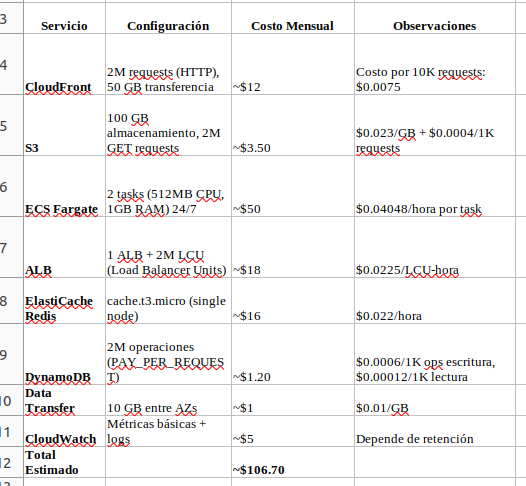 3 Servicio Configuración Costo Mensual Observaciones
2M requests (HTTP), Costo por 10K requests:
4 CloudFront 50 GB transferencia ~$12 $0.0075
100 GB
5 almacenamiento, 2M $0.023/GB + $0.0004/1K
S3 GET requests ~$3.50 requests
6 2 tasks (512MB CPU,
ECS Fargate 1GB RAM) 24/7 ~$50 $0.04048/hora por task
7 1 ALB + 2M LCU
ALB (Load Balancer Units) ~$18 $0.0225/LCU-hora
8 ElastiCache cache.t3.micro (single
Redis node) ~$16 $0.022/hora
2M operaciones
9 (PAY_PER_REQUES $0.0006/1K ops escritura,
DynamoDB T) ~$1.20 $0.00012/1K lectura
Data
10 Transfer 10 GB entre AZs ~$1 $0.01/GB
Métricas básicas +
11 CloudWatch logs ~$5 Depende de retención
Total
12 Estimado ~$106.70